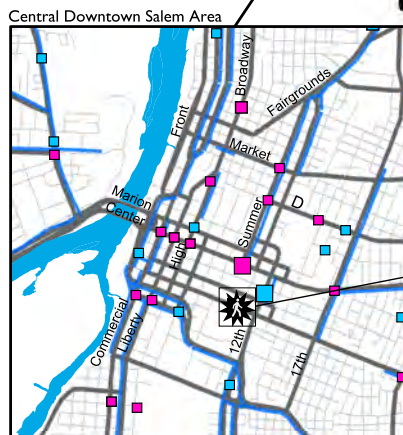 Central Downtown Salem Area
Broadway
Fairgrounds
Front
Market
Marion
Center
Summer
D
High
Commercial
Liberty
12th
17th